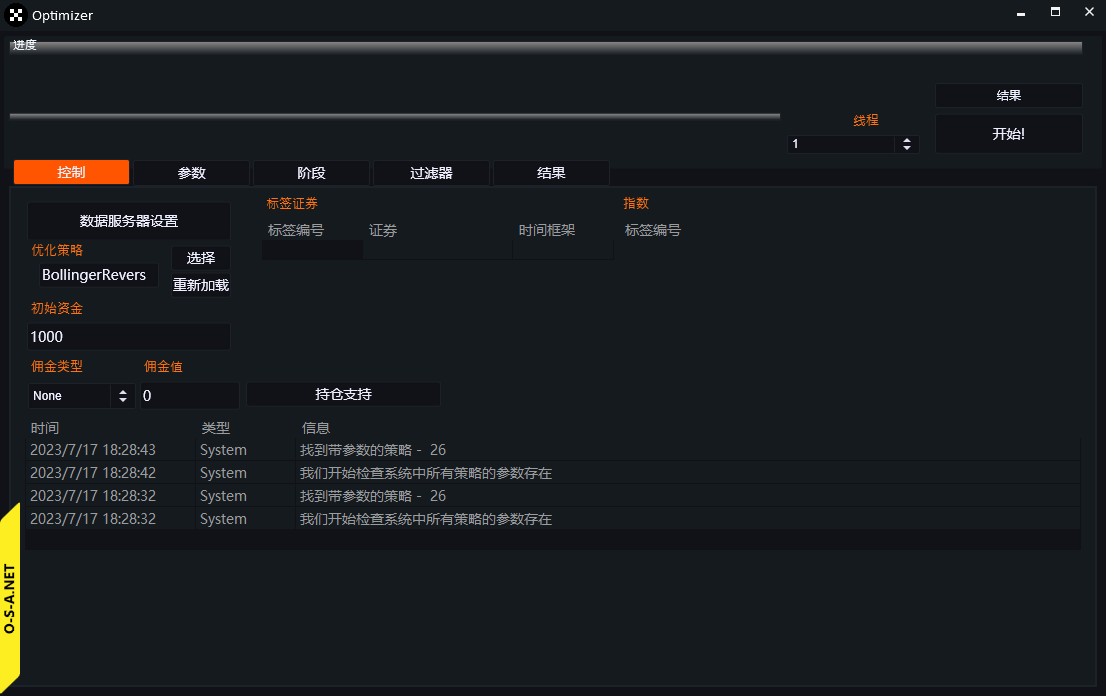 Optimizer
进度
结果
线程
1
开始!
控制 参数 阶段 过滤器 结果
数据服务器设置
标签证券
指数
标签编号 证券 时间框架 标签编号
优化策略
选择
BollingerRevers
重新加载
初始资金
1000
佣金类型 佣金值
None 0 持仓支持
时间 类型 信息
2023/7/17 18:28:43 System 找到带参数的策略 - 26
2023/7/17 18:28:42 System 我们开始检查系统中所有策略的参数存在
2023/7/17 18:28:32 System 找到带参数的策略 - 26
2023/7/17 18:28:32 System 我们开始检查系统中所有策略的参数存在
O-S-A.NET